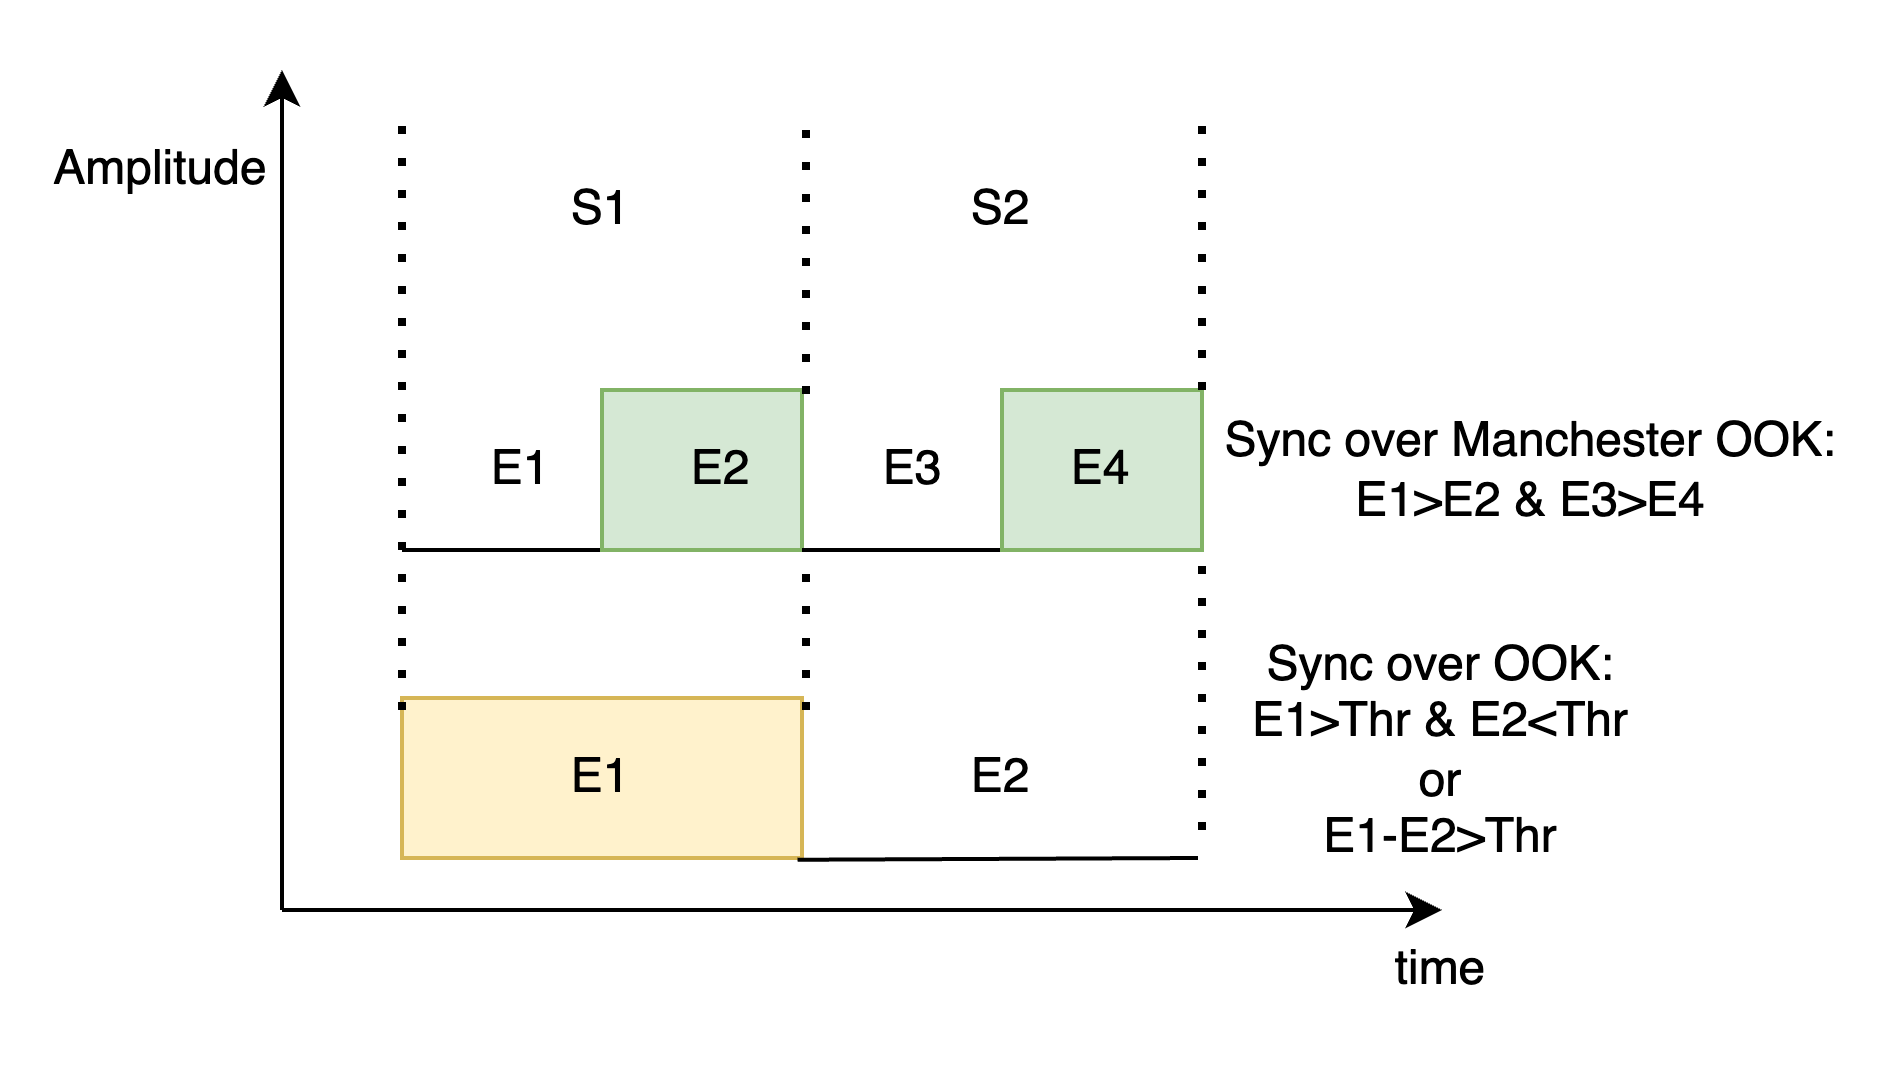 Amplitude
S1
S2
E1
E2
E3
E4
Sync over Manchester OOK:
E1>E2 & E3>E4
E1
E2
Sync over OOK:
E1>Thr & E2<Thr
or
E1-E2>Thr
time